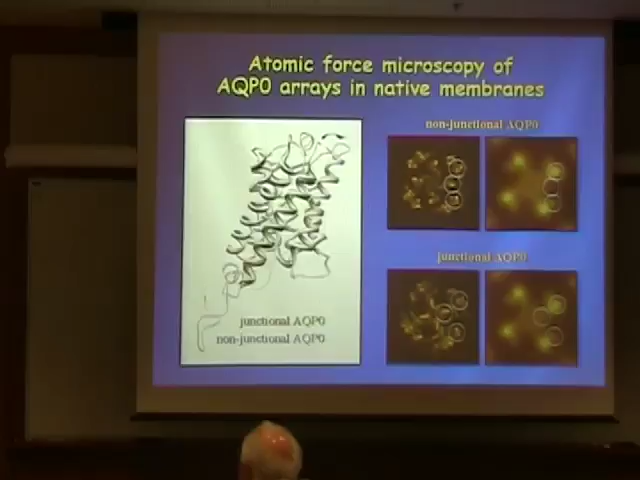 Atomic force microscopy of
AQP0 arrays in native membranes
non-junctional AQP0
junctional AQP0
junctional AQP0
non-junctional AQP0